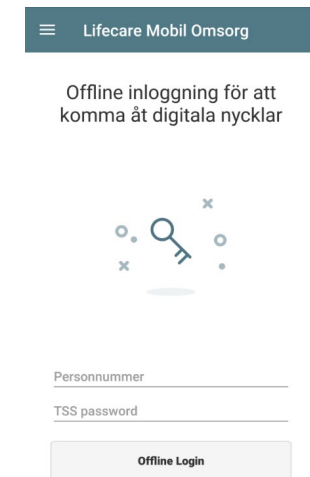 Lifecare Mobil Omsorg
Offline inloggning för att
komma åt digitala nycklar
Personnummer
TSS password
Offline Login